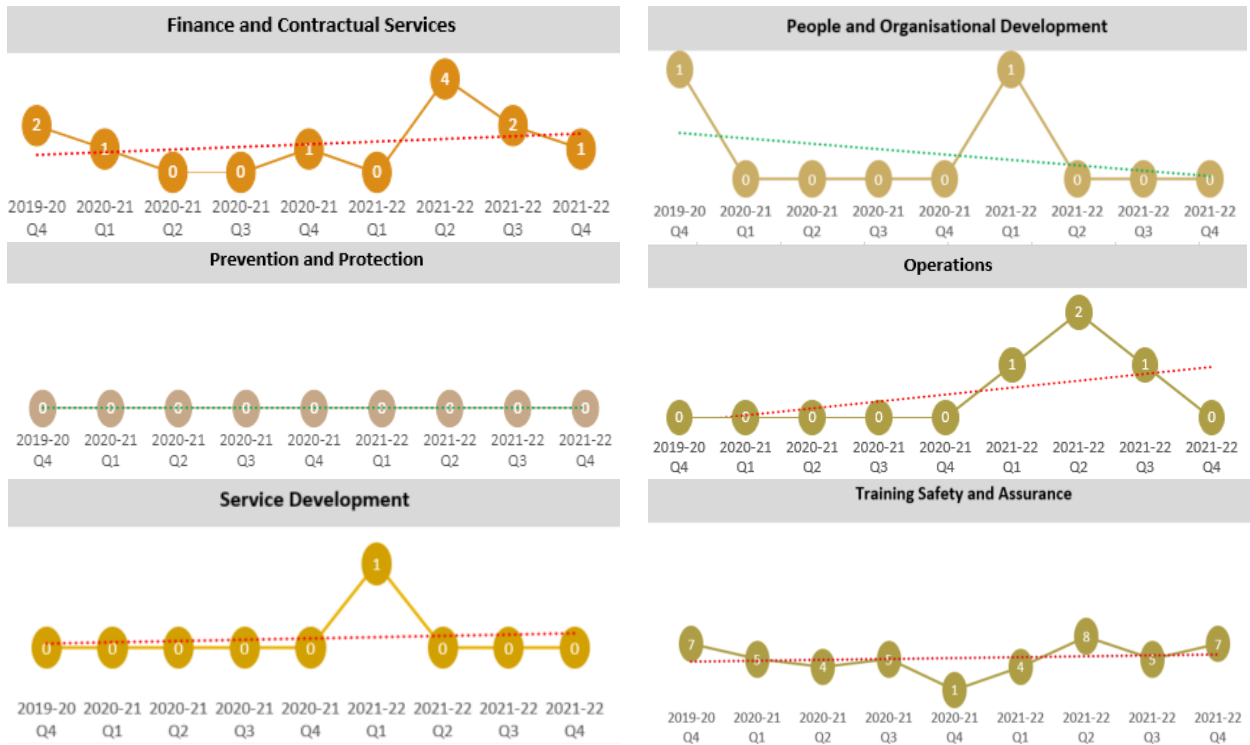 Finance and Contractual Services
2 1 0 0 1 0 4 2 1
2019-20 2020-21 2020-21 2020-21 2020-21 2021-22 2021-22 2021-22 2021-22
Q4 Q1 Q2 Q3 Q4 Q1 Q2 Q3 Q4
People and Organisational Development
1 0 0 0 0 1 0 0 0
2019-20 2020-21 2020-21 2020-21 2020-21 2021-22 2021-22 2021-22 2021-22
Q4 Q1 Q2 Q3 Q4 Q1 Q2 Q3 Q4
Prevention and Protection
0 0 0 0 0 0 0 0 0
2019-20 2020-21 2020-21 2020-21 2020-21 2021-22 2021-22 2021-22 2021-22
Q4 Q1 Q2 Q3 Q4 Q1 Q2 Q3 Q4
Operations
0 0 0 0 0 1 2 1 0
2019-20 2020-21 2020-21 2020-21 2020-21 2021-22 2021-22 2021-22 2021-22
Q4 Q1 Q2 Q3 Q4 Q1 Q2 Q3 Q4
Service Development
0 0 0 0 0 1 0 0 0
2019-20 2020-21 2020-21 2020-21 2020-21 2021-22 2021-22 2021-22 2021-22
Q4 Q1 Q2 Q3 Q4 Q1 Q2 Q3 Q4
Training Safety and Assurance
7 5 4 5 1 4 8 5 7
2019-20 2020-21 2020-21 2020-21 2020-21 2021-22 2021-22 2021-22 2021-22
Q4 Q1 Q2 Q3 Q4 Q1 Q2 Q3 Q4